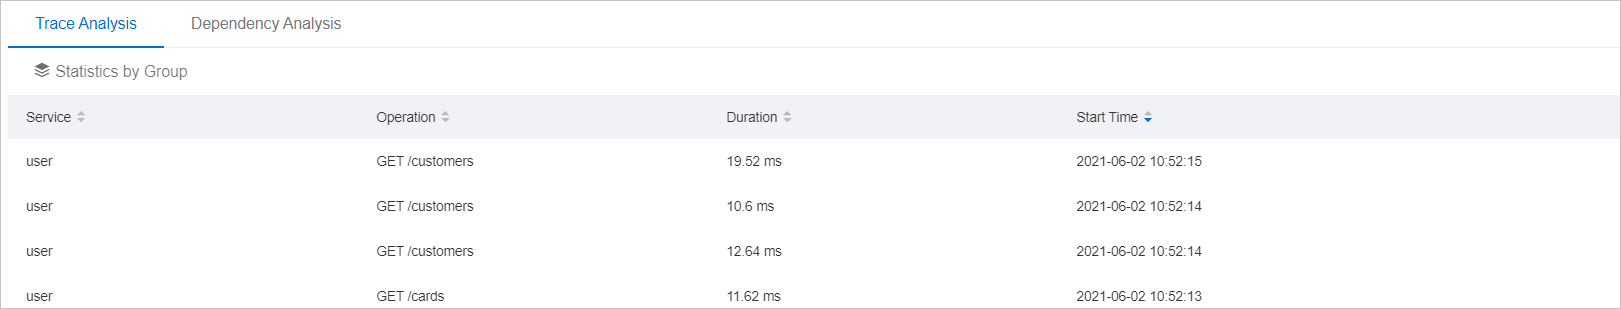 Trace Analysis Dependency Analysis
Statistics by Group
Service Operation Duration Start Time
user GET /customers 19.52 ms 2021-06-02 10:52:15
user GET /customers 10.6 ms 2021-06-02 10:52:14
user GET /customers 12.64 ms 2021-06-02 10:52:14
user GET /cards 11.62 ms 2021-06-02 10:52:13